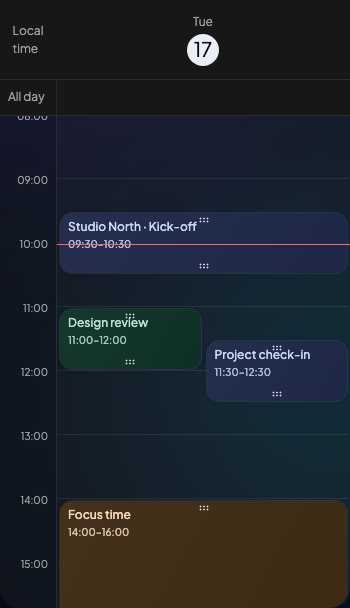 Local
time
Tue
17
All day
08:00
09:00
Studio North · Kick-off
09:30–10:30
10:00
11:00
Design review
11:00–12:00
Project check-in
11:30–12:30
12:00
13:00
14:00
Focus time
14:00–16:00
15:00